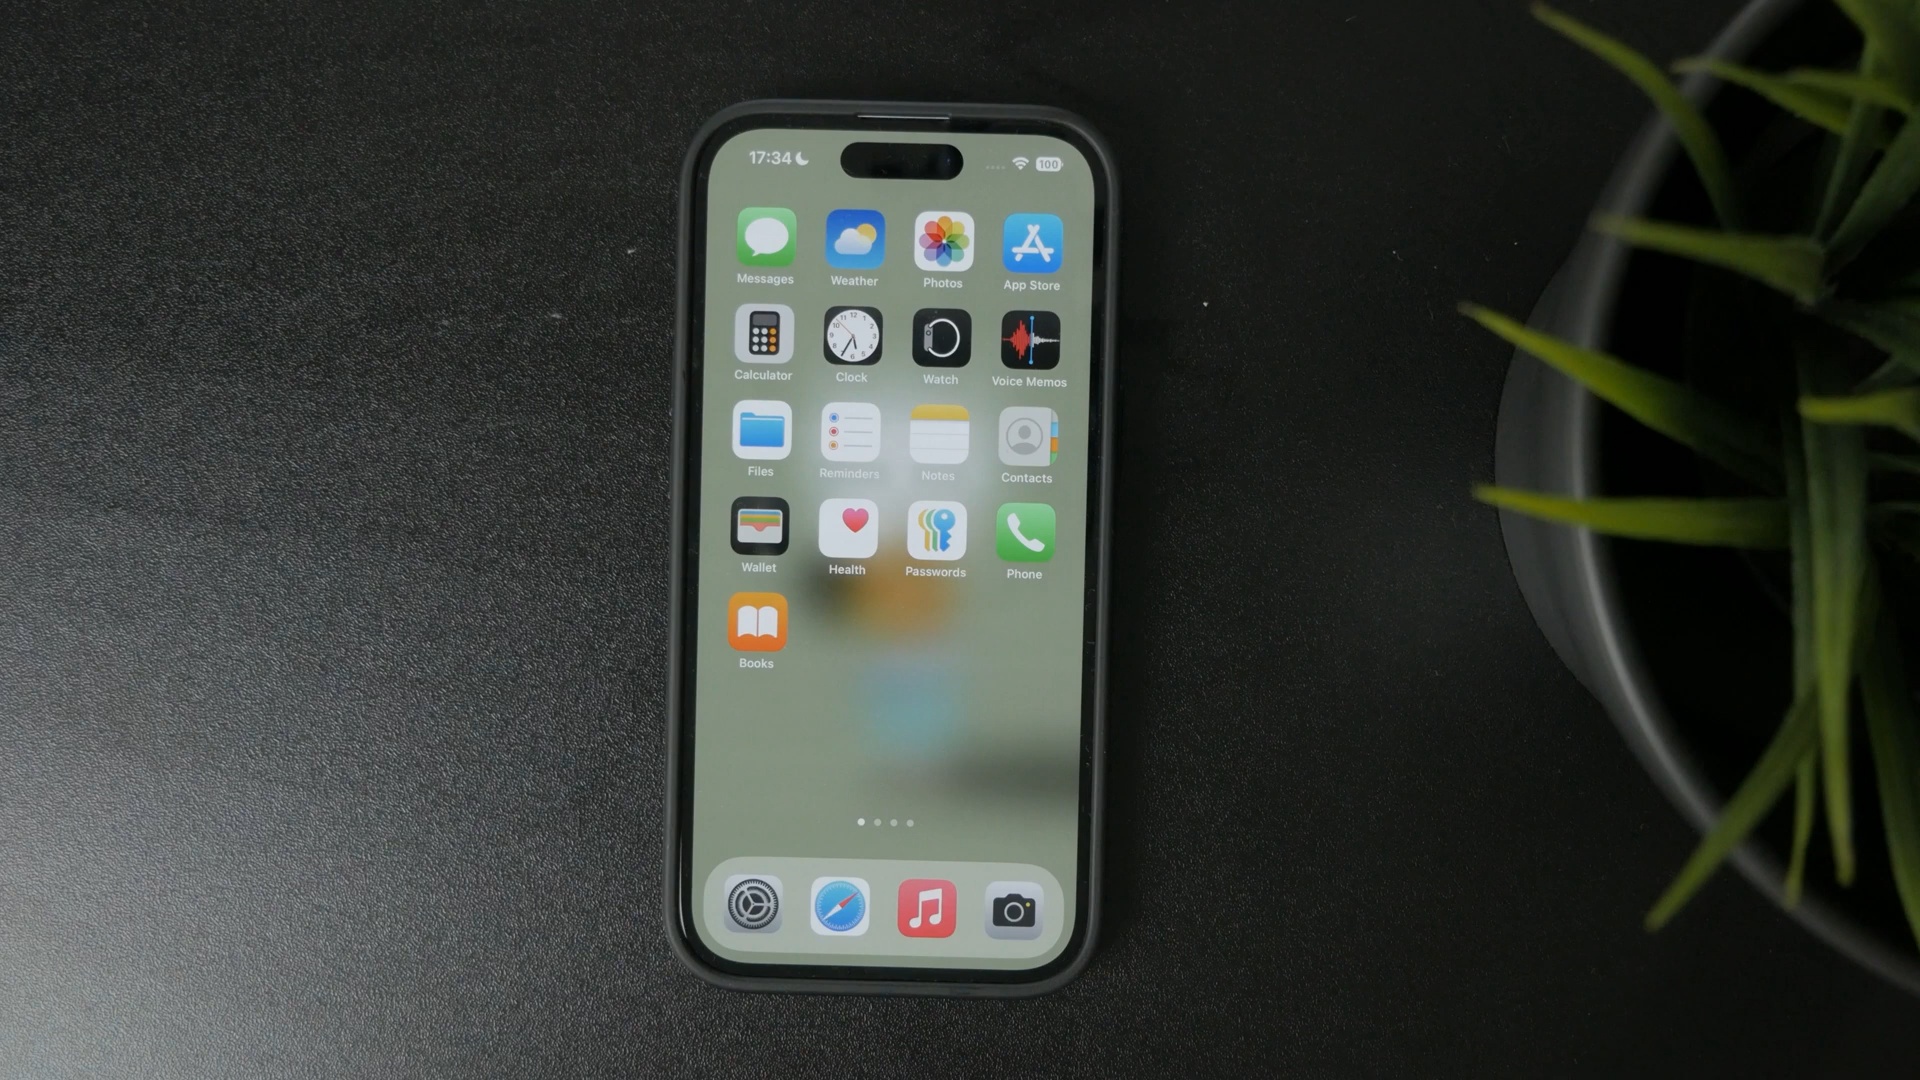 17:34 100
Messages Weather Photos App Store
Calculator Clock Watch Voice Memos
Files Reminders Notes Contacts
Wallet Health Passwords Phone
Books